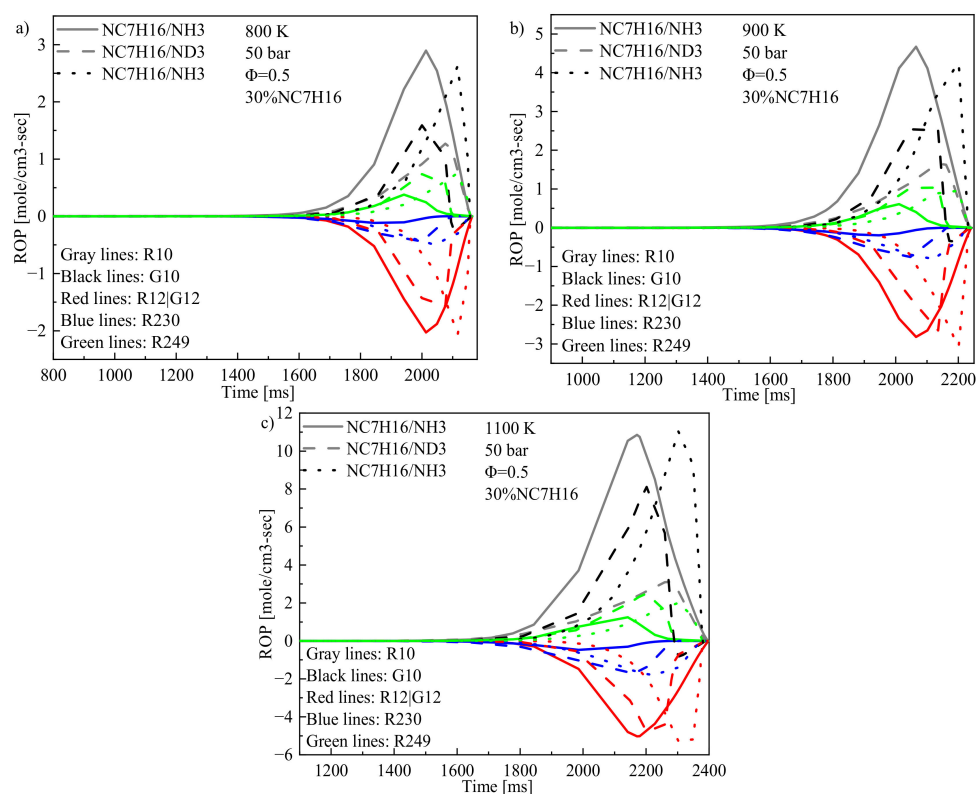 a)
NC7H16/NH3 800 K
NC7H16/ND3 50 bar
NC7H16/NH3 Φ=0.5
30%NC7H16
ROP [mole/cm3-sec]
3
2
1
0
−1
−2
Gray lines: R10
Black lines: G10
Red lines: R12|G12
Blue lines: R230
Green lines: R249
800 1000 1200 1400 1600 1800 2000
Time [ms]
b)
NC7H16/NH3 900 K
NC7H16/ND3 50 bar
NC7H16/NH3 Φ=0.5
30%NC7H16
ROP [mole/cm3-sec]
5
4
3
2
1
0
−1
−2
−3
Gray lines: R10
Black lines: G10
Red lines: R12|G12
Blue lines: R230
Green lines: R249
1000 1200 1400 1600 1800 2000 2200
Time [ms]
c)
NC7H16/NH3 1100 K
NC7H16/ND3 50 bar
NC7H16/NH3 Φ=0.5
30%NC7H16
ROP [mole/cm3-sec]
12
10
8
6
4
2
0
−2
−4
−6
Gray lines: R10
Black lines: G10
Red lines: R12|G12
Blue lines: R230
Green lines: R249
1200 1400 1600 1800 2000 2200 2400
Time [ms]